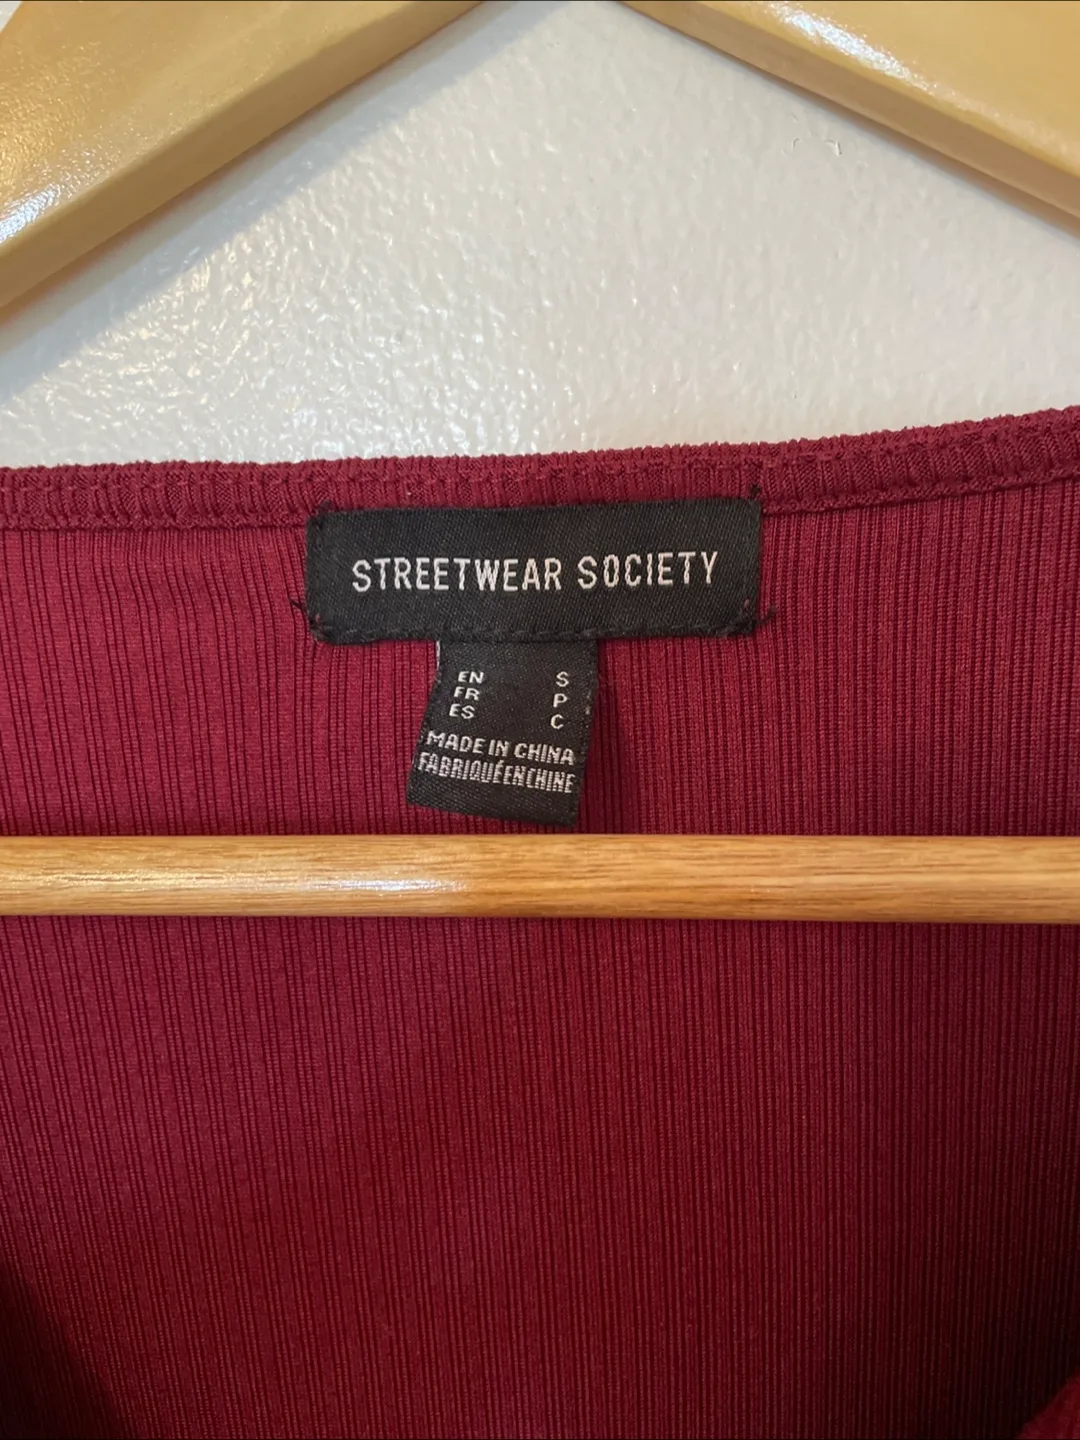 STREETWEAR SOCIETY
EN S
FR P
ES C
MADE IN CHINA
FABRIQUÉ EN CHINE